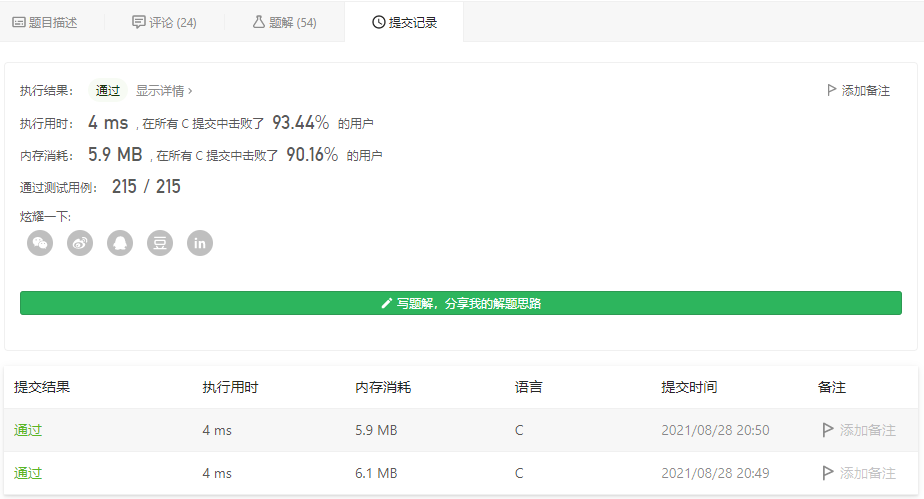 题目描述 评论 (24) 题解 (54) 提交记录
执行结果： 通过 显示详情 › 添加备注
执行用时： 4 ms , 在所有 C 提交中击败了 93.44% 的用户
内存消耗： 5.9 MB , 在所有 C 提交中击败了 90.16% 的用户
通过测试用例： 215 / 215
炫耀一下:
豆 in
写题解，分享我的解题思路
提交结果 执行用时 内存消耗 语言 提交时间 备注
通过 4 ms 5.9 MB C 2021/08/28 20:50 添加备注
通过 4 ms 6.1 MB C 2021/08/28 20:49 添加备注